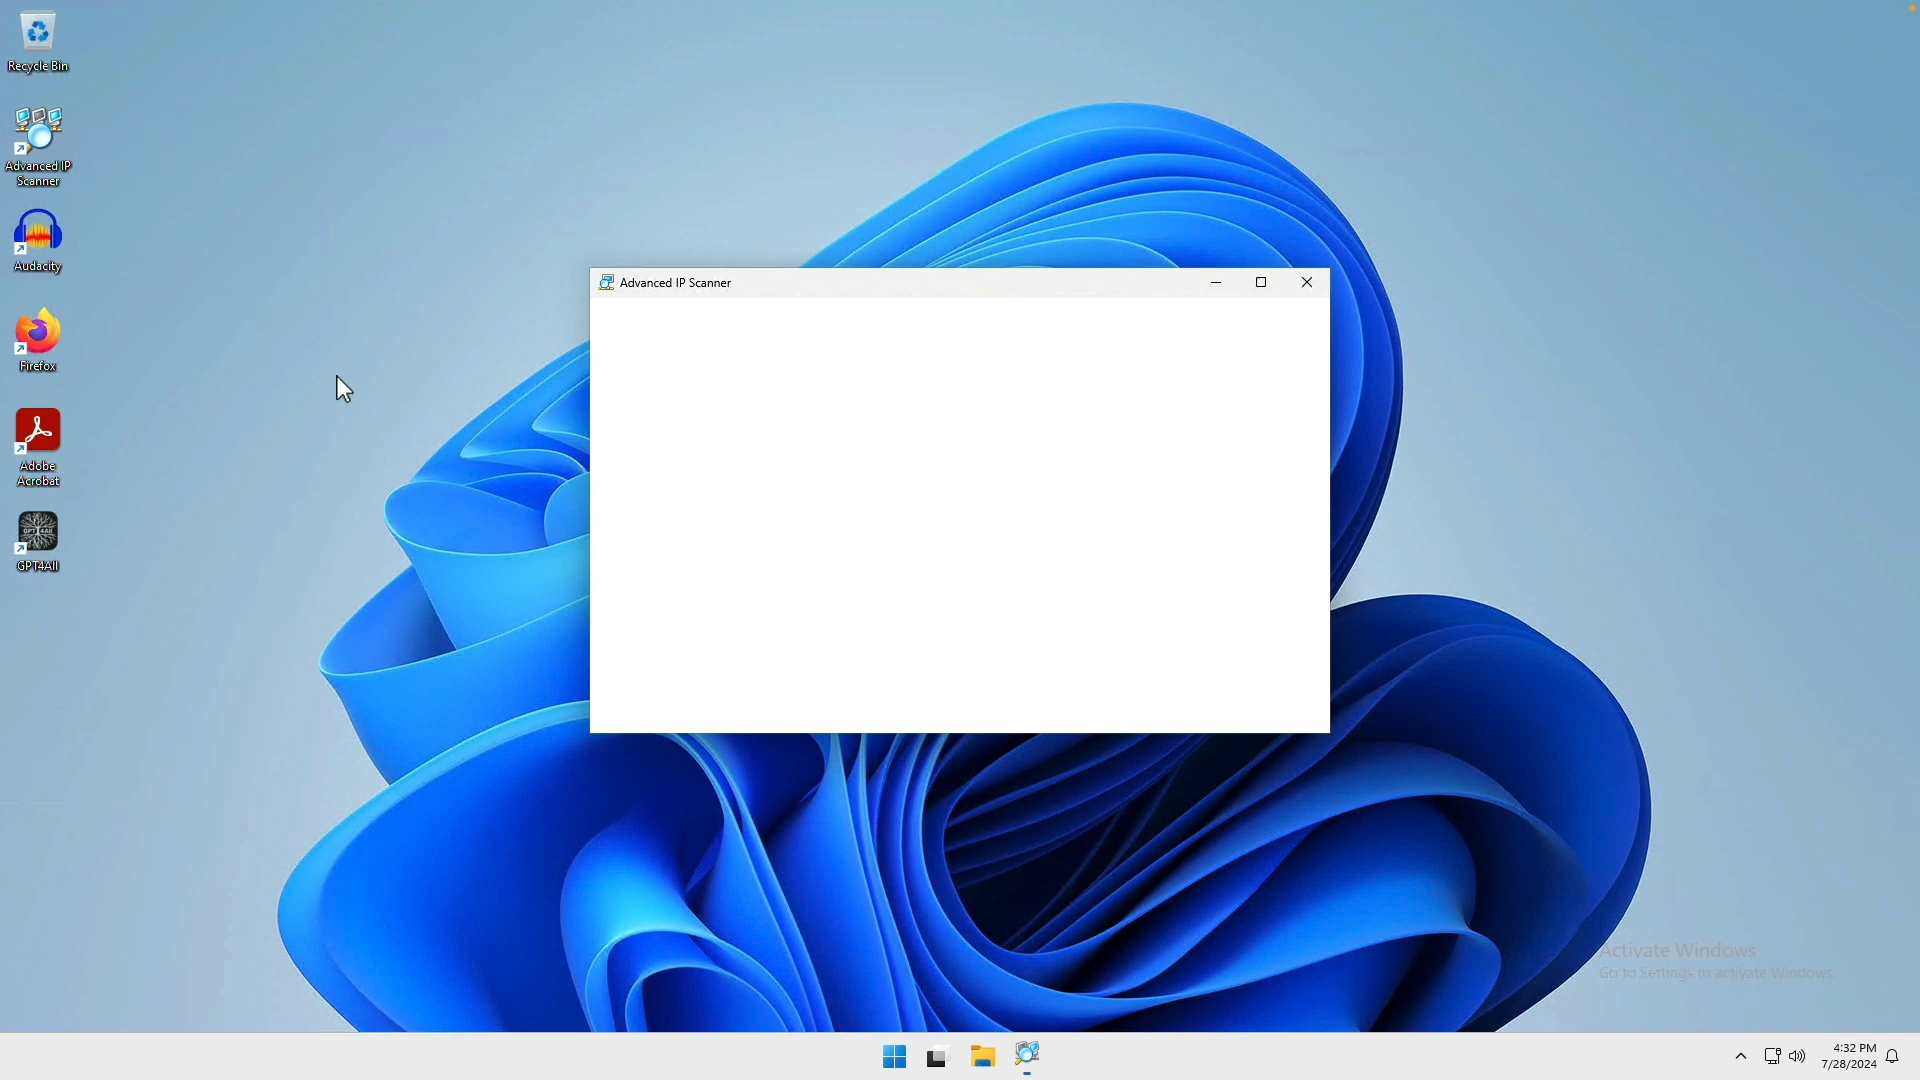 Recycle Bin
Advanced IP
Scanner
Audacity
Firefox
Adobe
Acrobat
GPT4All
Advanced IP Scanner
Activate Windows
Go to Settings to activate Windows.
4:32 PM
7/28/2024